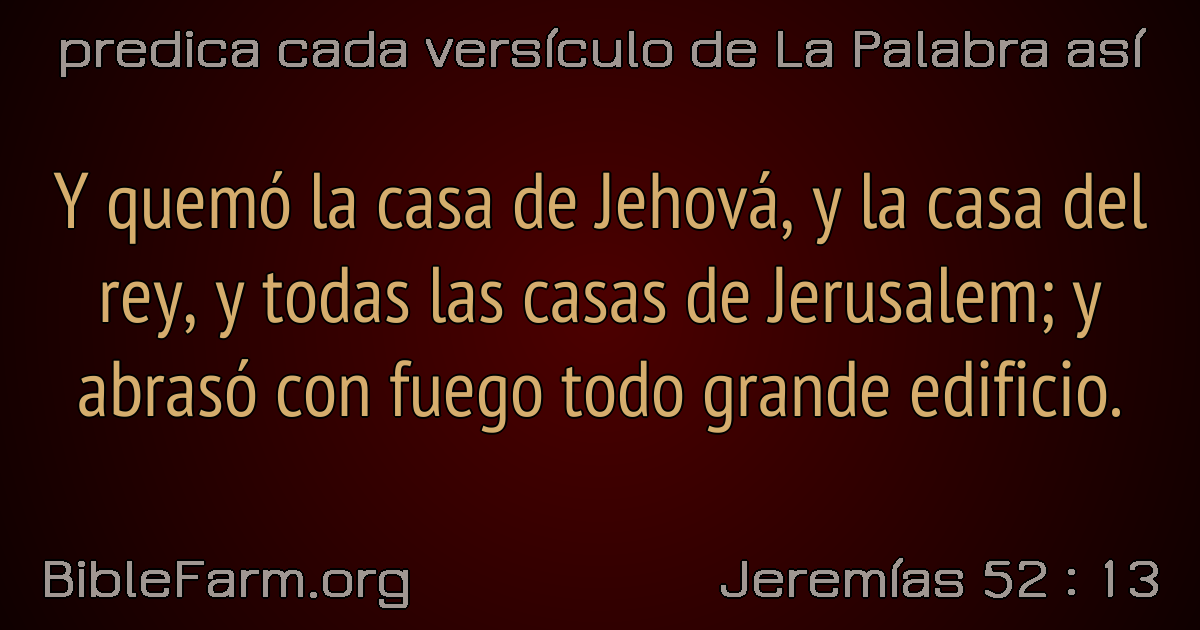 predica cada versículo de La Palabra así
Y quemó la casa de Jehová, y la casa del
rey, y todas las casas de Jerusalem; y
abrasó con fuego todo grande edificio.
BibleFarm.org
Jeremías 52 : 13